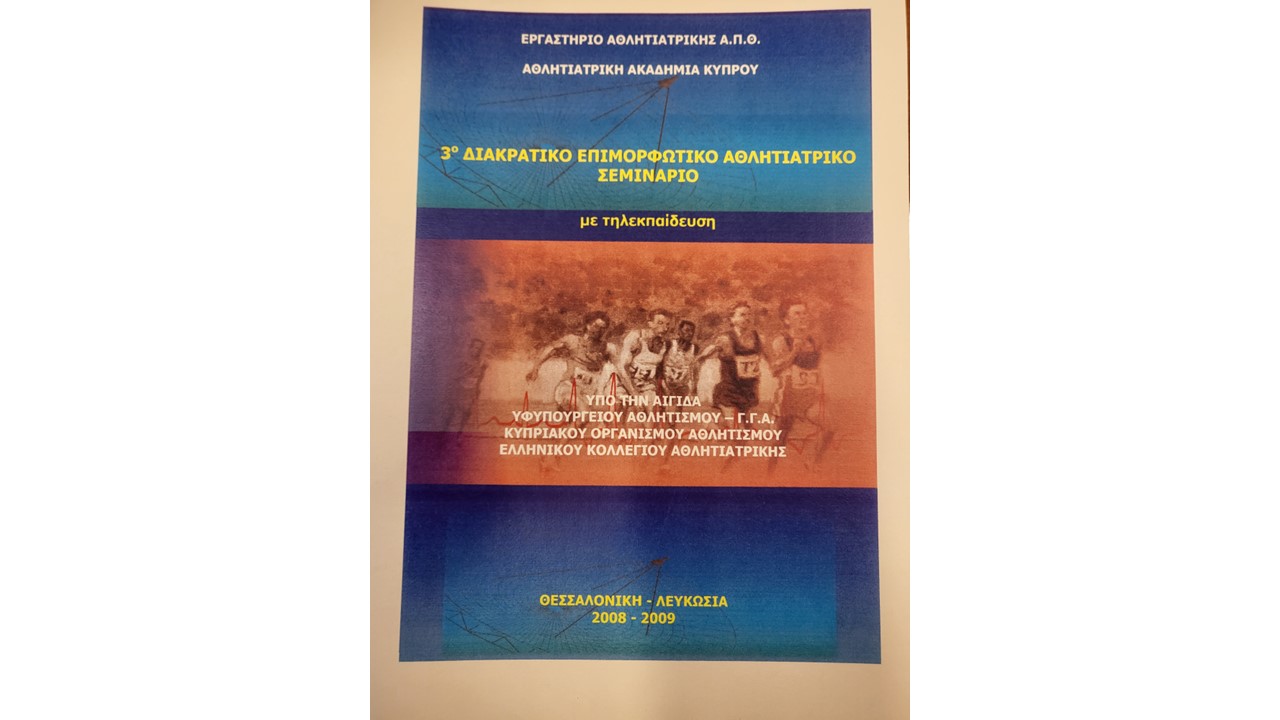 ΕΡΓΑΣΤΗΡΙΟ ΑΘΛΗΤΙΑΤΡΙΚΗΣ Α.Π.Θ.
ΑΘΛΗΤΙΑΤΡΙΚΗ ΑΚΑΔΗΜΙΑ ΚΥΠΡΟΥ
3ο ΔΙΑΚΡΑΤΙΚΟ ΕΠΙΜΟΡΦΩΤΙΚΟ ΑΘΛΗΤΙΑΤΡΙΚΟ
ΣΕΜΙΝΑΡΙΟ
με τηλεκπαίδευση
ΥΠΟ ΤΗΝ ΑΙΓΙΔΑ
ΥΦΥΠΟΥΡΓΕΙΟΥ ΑΘΛΗΤΙΣΜΟΥ – Γ.Γ.Α.
ΚΥΠΡΙΑΚΟΥ ΟΡΓΑΝΙΣΜΟΥ ΑΘΛΗΤΙΣΜΟΥ
ΕΛΛΗΝΙΚΟΥ ΚΟΛΛΕΓΙΟΥ ΑΘΛΗΤΙΑΤΡΙΚΗΣ
ΘΕΣΣΑΛΟΝΙΚΗ - ΛΕΥΚΩΣΙΑ
2008 - 2009